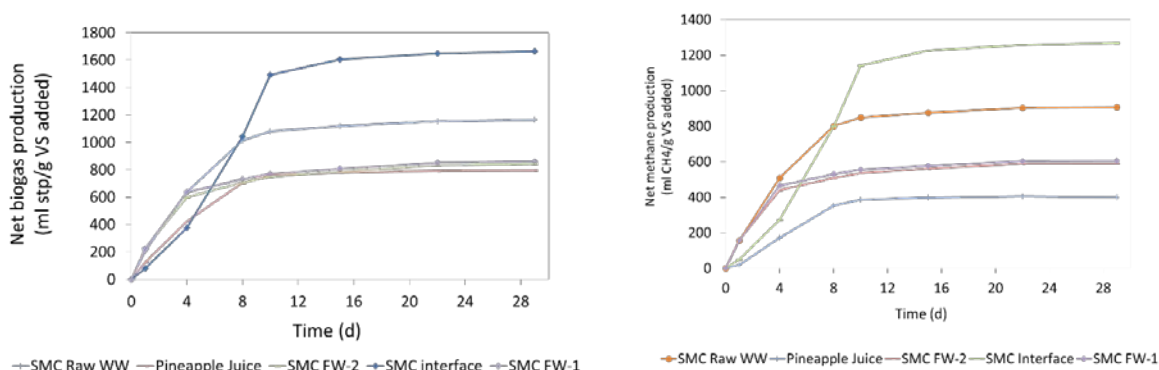 Net biogas production
(ml stp/g VS added)
1800
1600
1400
1200
1000
800
600
400
200
0
0 4 8 12 16 20 24 28
Time (d)
SMC Raw WW Pineapple Juice SMC FW-2 SMC interface SMC FW-1
Net methane production
(ml CH4/g VS added)
1400
1200
1000
800
600
400
200
0
0 4 8 12 16 20 24 28
Time (d)
SMC Raw WW Pineapple Juice SMC FW-2 SMC Interface SMC FW-1